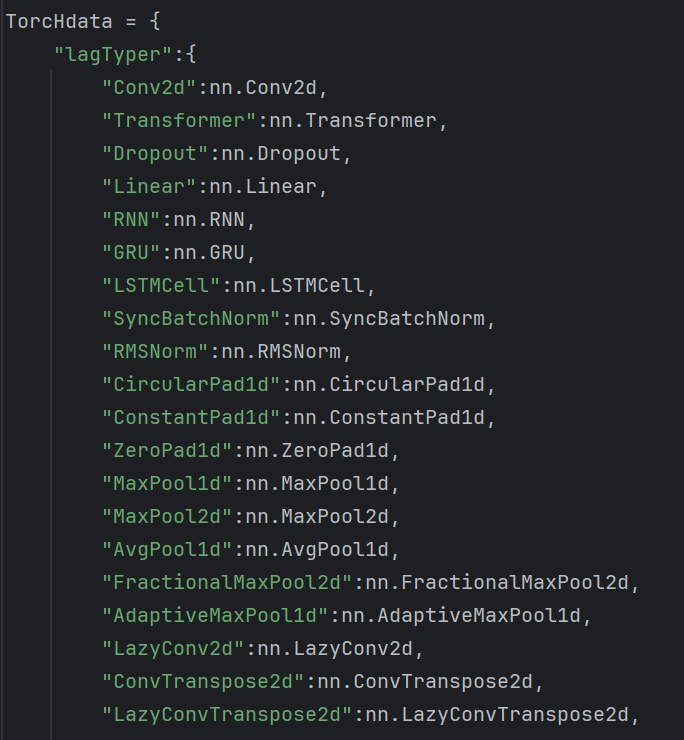 TorcHdata = {
"lagTyper":{
"Conv2d":nn.Conv2d,
"Transformer":nn.Transformer,
"Dropout":nn.Dropout,
"Linear":nn.Linear,
"RNN":nn.RNN,
"GRU":nn.GRU,
"LSTMCell":nn.LSTMCell,
"SyncBatchNorm":nn.SyncBatchNorm,
"RMSNorm":nn.RMSNorm,
"CircularPad1d":nn.CircularPad1d,
"ConstantPad1d":nn.ConstantPad1d,
"ZeroPad1d":nn.ZeroPad1d,
"MaxPool1d":nn.MaxPool1d,
"MaxPool2d":nn.MaxPool2d,
"AvgPool1d":nn.AvgPool1d,
"FractionalMaxPool2d":nn.FractionalMaxPool2d,
"AdaptiveMaxPool1d":nn.AdaptiveMaxPool1d,
"LazyConv2d":nn.LazyConv2d,
"ConvTranspose2d":nn.ConvTranspose2d,
"LazyConvTranspose2d":nn.LazyConvTranspose2d,